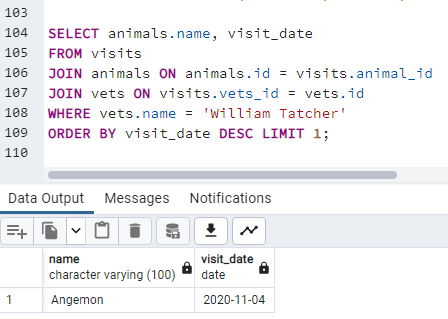 103
104 SELECT animals.name, visit_date
105 FROM visits
106 JOIN animals ON animals.id = visits.animal_id
107 JOIN vets ON visits.vets_id = vets.id
108 WHERE vets.name = 'William Tatcher'
109 ORDER BY visit_date DESC LIMIT 1;
110
Data Output Messages Notifications
name visit_date
character varying (100) date
1 Angemon 2020-11-04